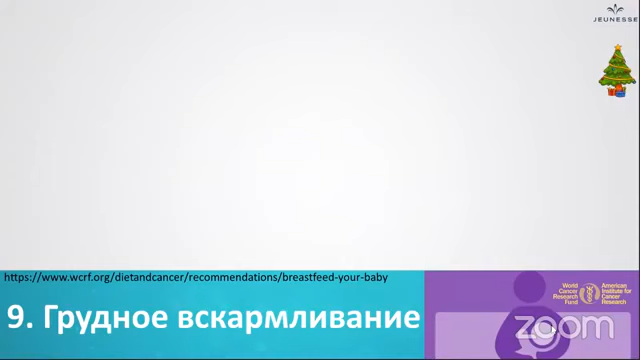 JEUNESSE
https://www.wcrf.org/dietandcancer/recommendations/breastfeed-your-baby
9. Грудное вскармливание
World
Cancer
Research
Fund
American
Institute for
Cancer
Research
zoom